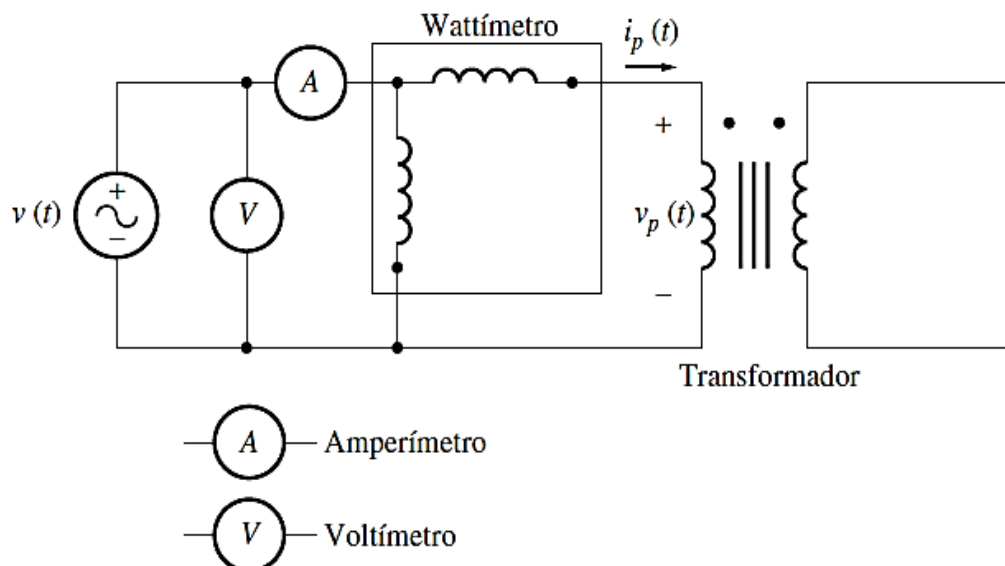 Wattímetro
i_p (t)
A
+
v (t)
+
−
V
v_p (t)
−
Transformador
A Amperímetro
V Voltímetro